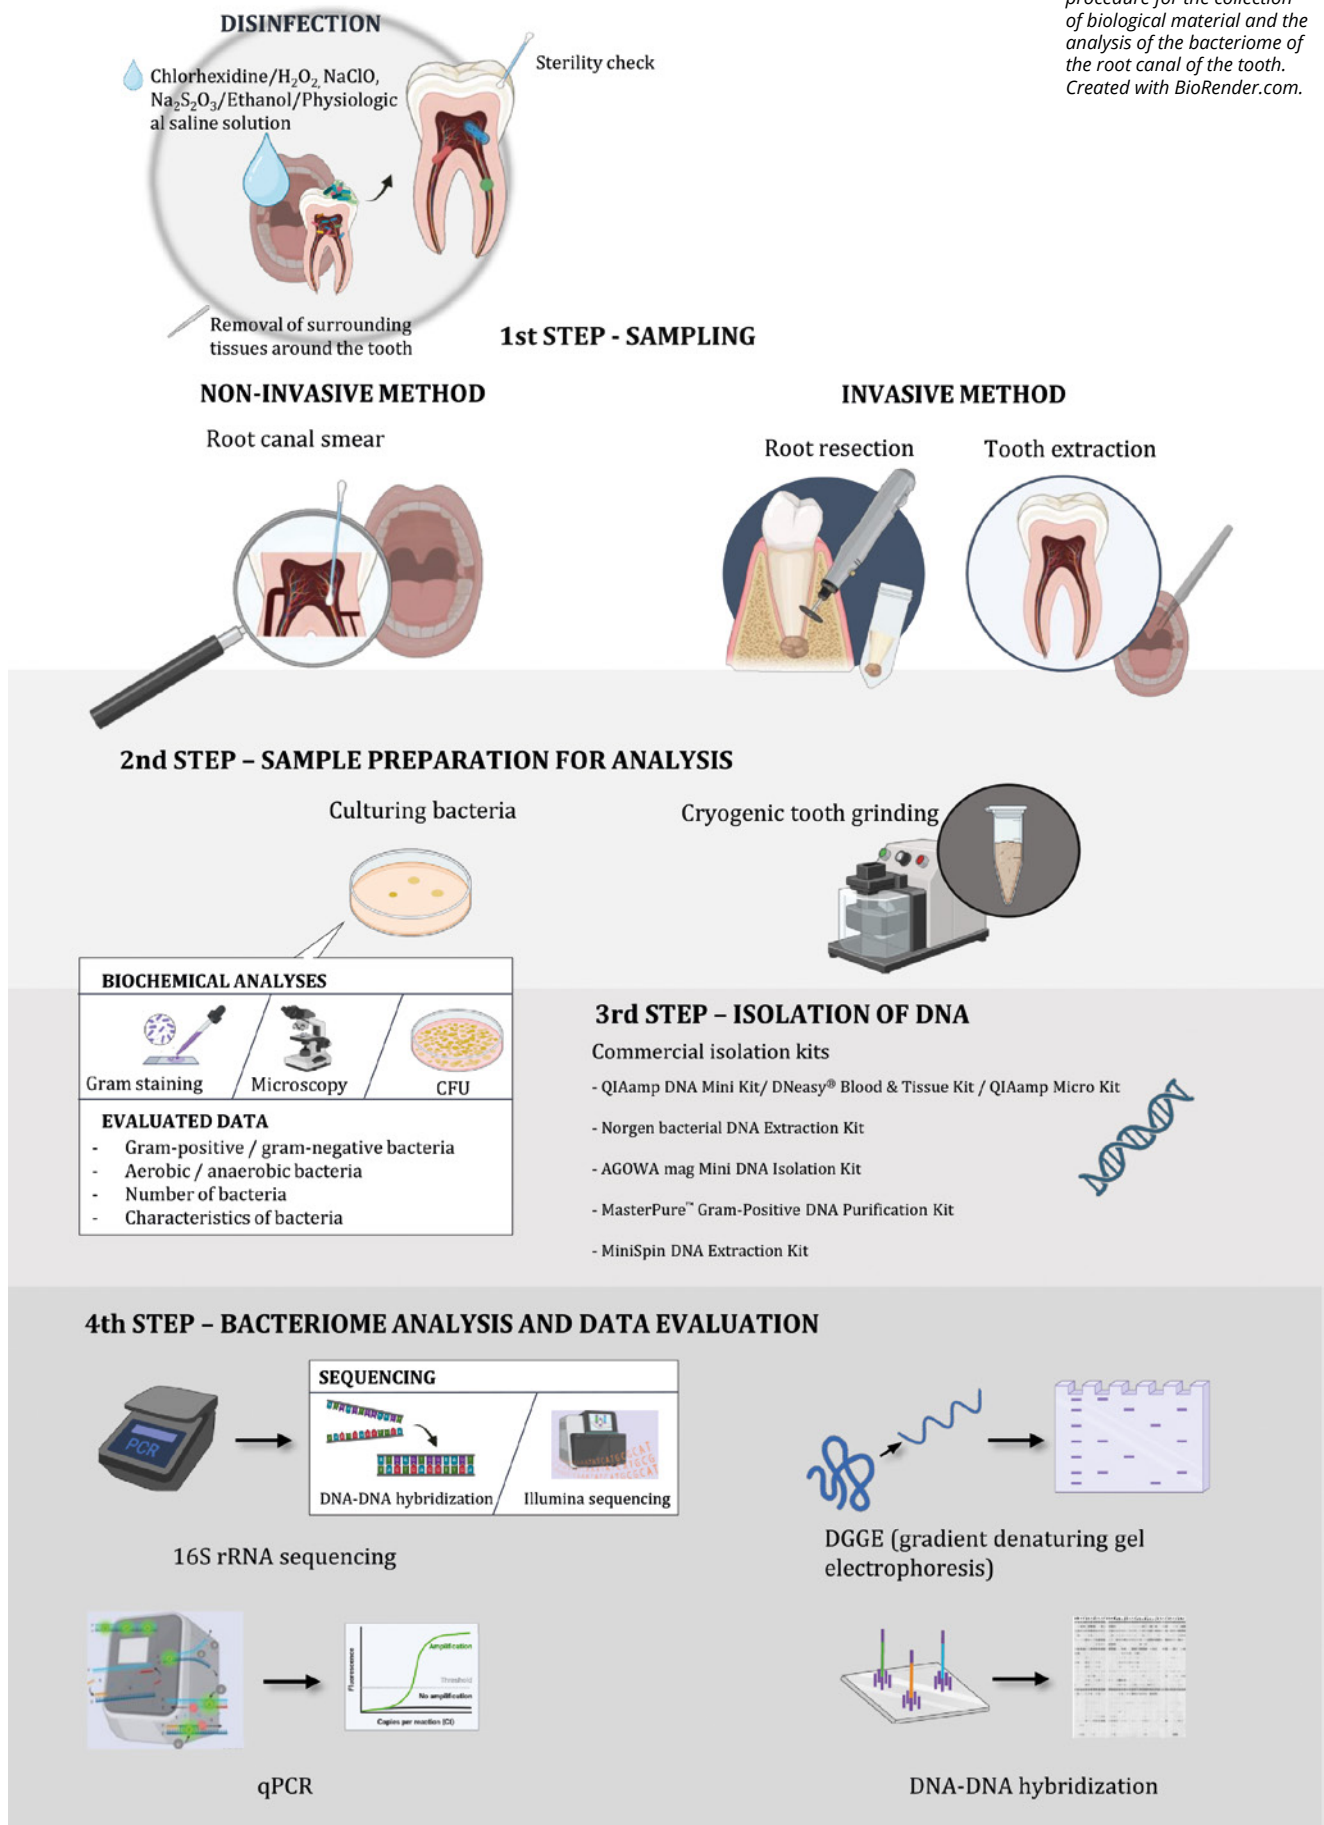 procedure for the collection
of biological material and the
analysis of the bacteriome of
the root canal of the tooth.
Created with BioRender.com.
DISINFECTION
Chlorhexidine/H₂O₂, NaClO,
Na₂S₂O₃/Ethanol/Physiologic
al saline solution
Sterility check
Removal of surrounding
tissues around the tooth
1st STEP - SAMPLING
NON-INVASIVE METHOD
Root canal smear
INVASIVE METHOD
Root resection
Tooth extraction
2nd STEP – SAMPLE PREPARATION FOR ANALYSIS
Culturing bacteria
Cryogenic tooth grinding
BIOCHEMICAL ANALYSES
Gram staining
Microscopy
CFU
EVALUATED DATA
- Gram-positive / gram-negative bacteria
- Aerobic / anaerobic bacteria
- Number of bacteria
- Characteristics of bacteria
3rd STEP – ISOLATION OF DNA
Commercial isolation kits
- QIAamp DNA Mini Kit/ DNeasy® Blood & Tissue Kit / QIAamp Micro Kit
- Norgen bacterial DNA Extraction Kit
- AGOWA mag Mini DNA Isolation Kit
- MasterPure™ Gram-Positive DNA Purification Kit
- MiniSpin DNA Extraction Kit
4th STEP – BACTERIOME ANALYSIS AND DATA EVALUATION
PCR
SEQUENCING
DNA-DNA hybridization
Illumina sequencing
16S rRNA sequencing
DGGE (gradient denaturing gel
electrophoresis)
Fluorescence
Amplification
Threshold
No amplification
Copies per reaction (Ct)
qPCR
DNA-DNA hybridization